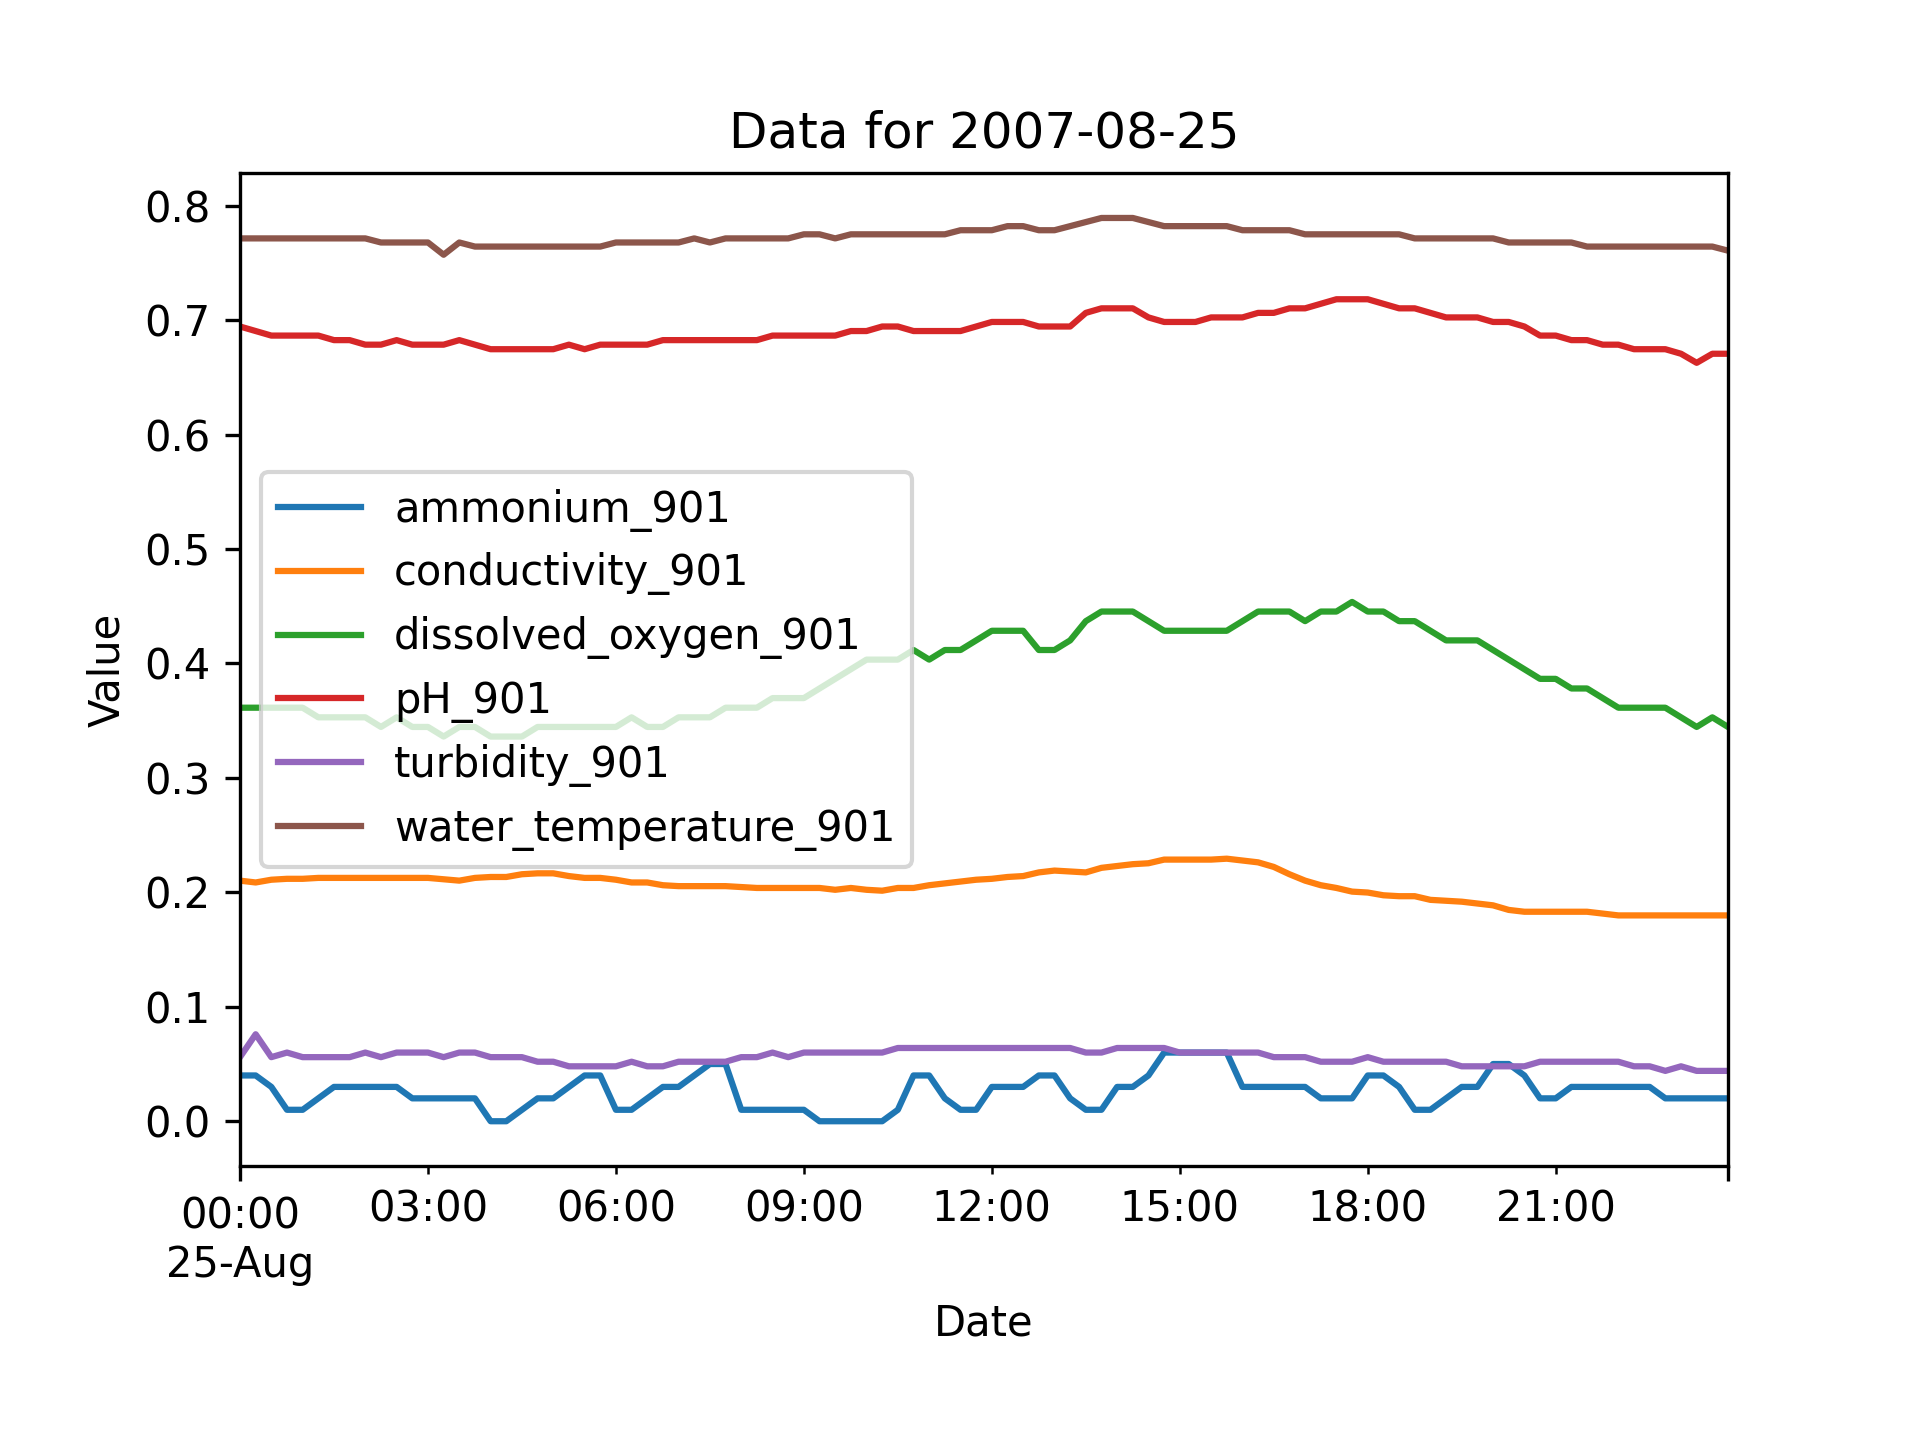 Data for 2007-08-25
0.8
0.7
0.6
0.5
0.4
0.3
0.2
0.1
0.0
Value
ammonium_901
conductivity_901
dissolved_oxygen_901
pH_901
turbidity_901
water_temperature_901
00:00 03:00 06:00 09:00 12:00 15:00 18:00 21:00
25-Aug
Date